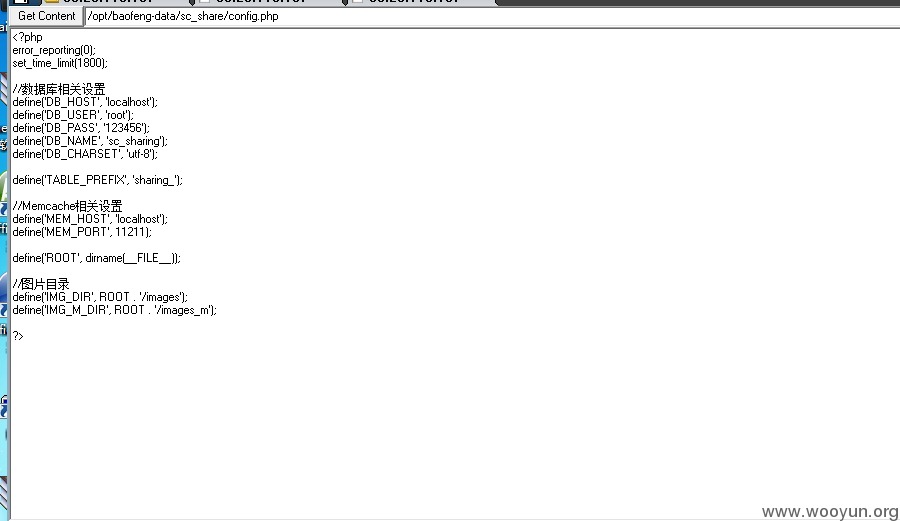 Get Content /opt/baofeng-data/sc_share/config.php
<?php
error_reporting(0);
set_time_limit(1800);
//数据库相关设置
define('DB_HOST', 'localhost');
define('DB_USER', 'root');
define('DB_PASS', '123456');
define('DB_NAME', 'sc_sharing');
define('DB_CHARSET', 'utf-8');
define('TABLE_PREFIX', 'sharing_');
//Memcache相关设置
define('MEM_HOST', 'localhost');
define('MEM_PORT', 11211);
define('ROOT', dirname(__FILE__));
//图片目录
define('IMG_DIR', ROOT . '/images');
define('IMG_M_DIR', ROOT . '/images_m');
?>
www.wooyun.org